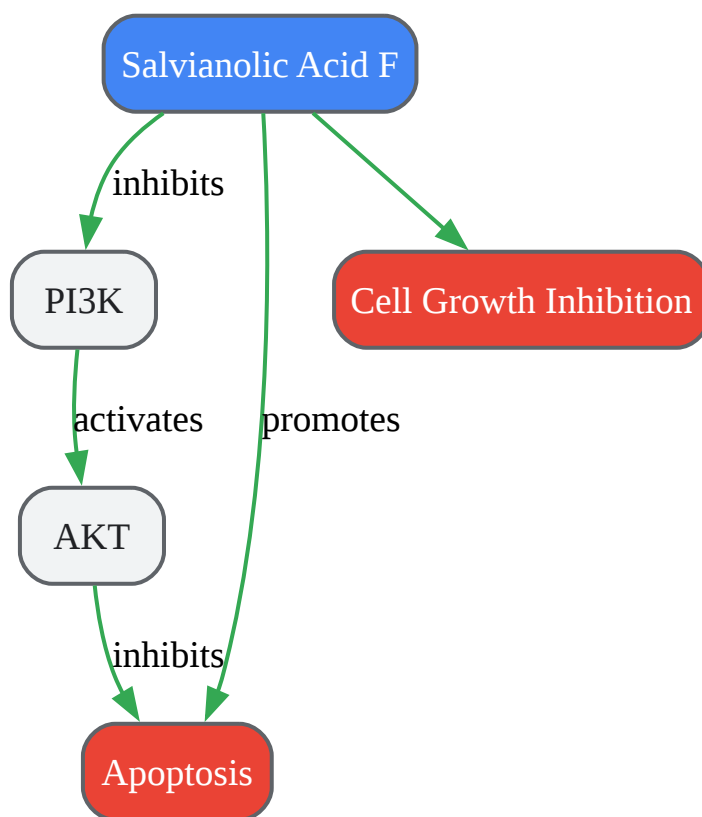 Salvianolic Acid F
inhibits
PI3K
Cell Growth Inhibition
activates
promotes
AKT
inhibits
Apoptosis